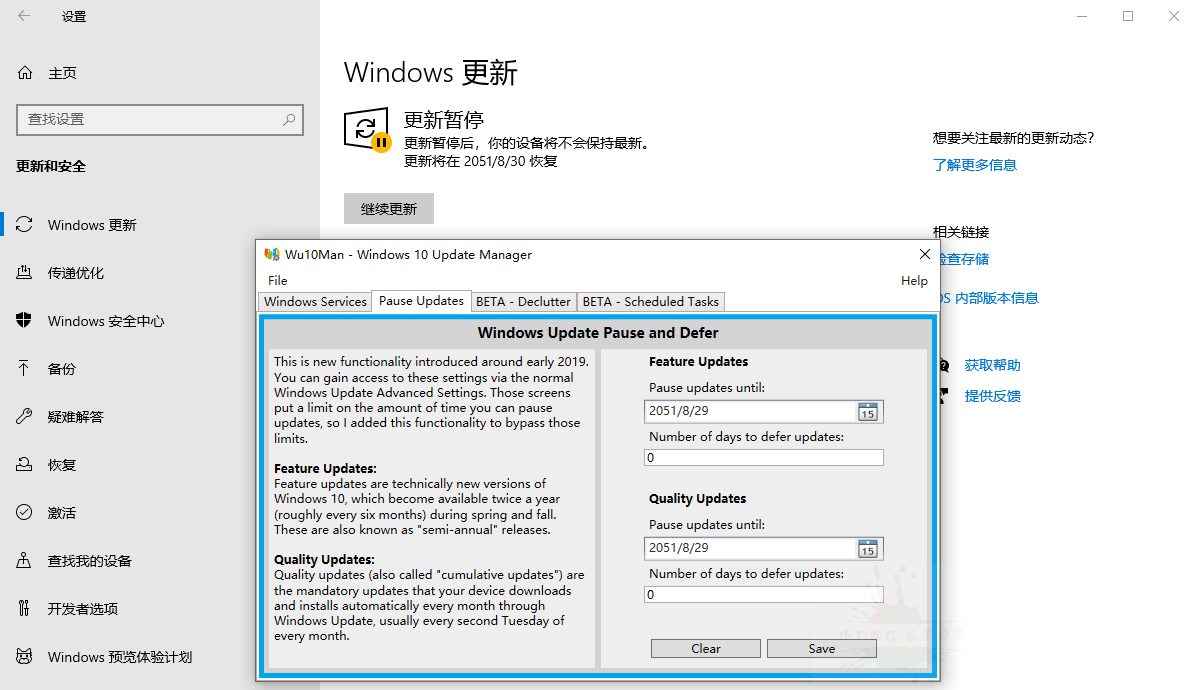 设置
主页
查找设置
更新和安全
Windows 更新
传递优化
Windows 安全中心
备份
疑难解答
恢复
激活
查找我的设备
开发者选项
Windows 预览体验计划
Windows 更新
更新暂停
更新暂停后，你的设备将不会保持最新。
更新将在 2051/8/30 恢复
继续更新
想要关注最新的更新动态?
了解更多信息
相关链接
检查存储
OS 内部版本信息
获取帮助
提供反馈
Wu10Man - Windows 10 Update Manager
File
Help
Windows Services
Pause Updates
BETA - Declutter
BETA - Scheduled Tasks
Windows Update Pause and Defer
This is new functionality introduced around early 2019.
You can gain access to these settings via the normal
Windows Update Advanced Settings. Those screens
put a limit on the amount of time you can pause
updates, so I added this functionality to bypass those
limits.
Feature Updates:
Feature updates are technically new versions of
Windows 10, which become available twice a year
(roughly every six months) during spring and fall.
These are also known as "semi-annual" releases.
Quality Updates:
Quality updates (also called "cumulative updates") are
the mandatory updates that your device downloads
and installs automatically every month through
Windows Update, usually every second Tuesday of
every month.
Feature Updates
Pause updates until:
2051/8/29
15
Number of days to defer updates:
0
Quality Updates
Pause updates until:
2051/8/29
15
Number of days to defer updates:
0
Clear
Save